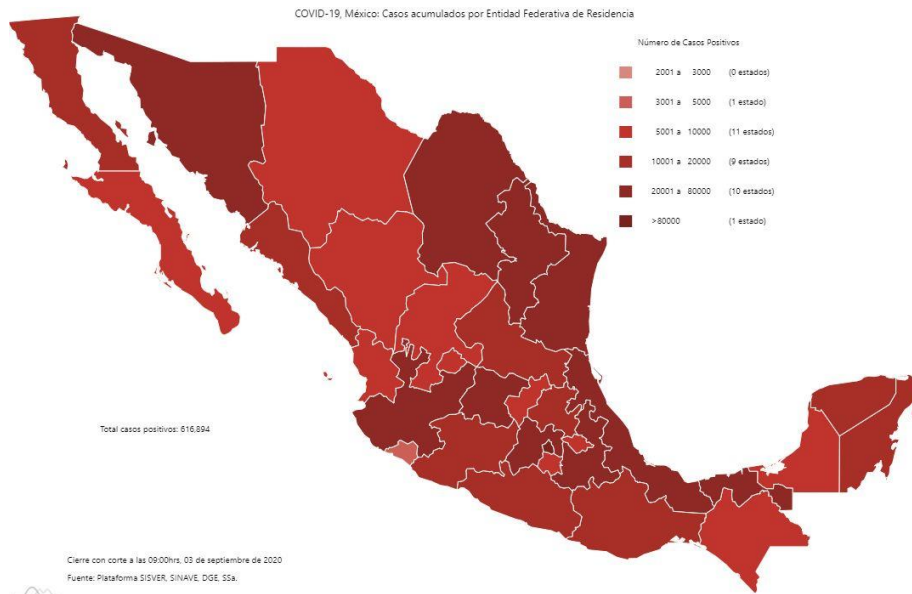 COVID-19, México: Casos acumulados por Entidad Federativa de Residencia
Número de Casos Positivos
2001 a 3000 (0 estados)
3001 a 5000 (1 estado)
5001 a 10000 (11 estados)
10001 a 20000 (9 estados)
20001 a 80000 (10 estados)
>80000 (1 estado)
Total casos positivos: 616,894
Cierre con corte a las 09:00hrs, 03 de septiembre de 2020
Fuente: Plataforma SISVER, SINAVE, DGE, SSa.